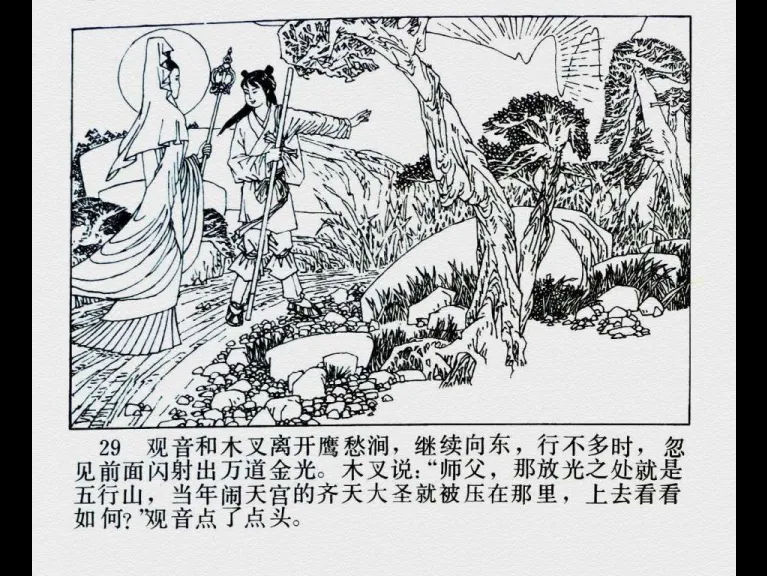 29 观音和木叉离开鹰愁涧，继续向东，行不多时，忽
见前面闪射出万道金光。木叉说：“师父，那放光之处就是
五行山，当年闹天宫的齐天大圣就被压在那里，上去看看
如何？”观音点了点头。